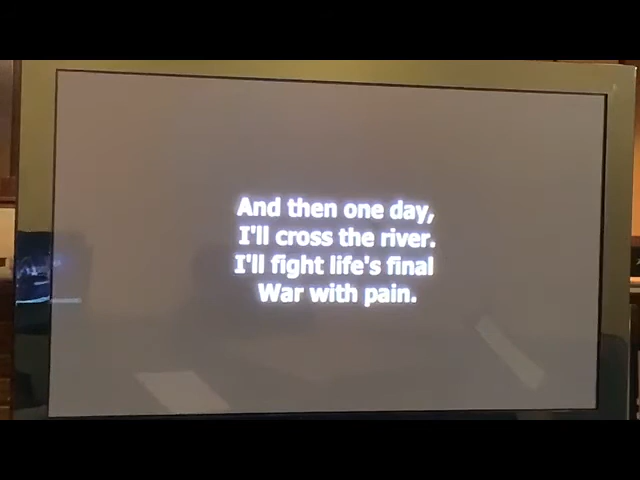 And then one day,
I'll cross the river.
I'll fight life's final
War with pain.